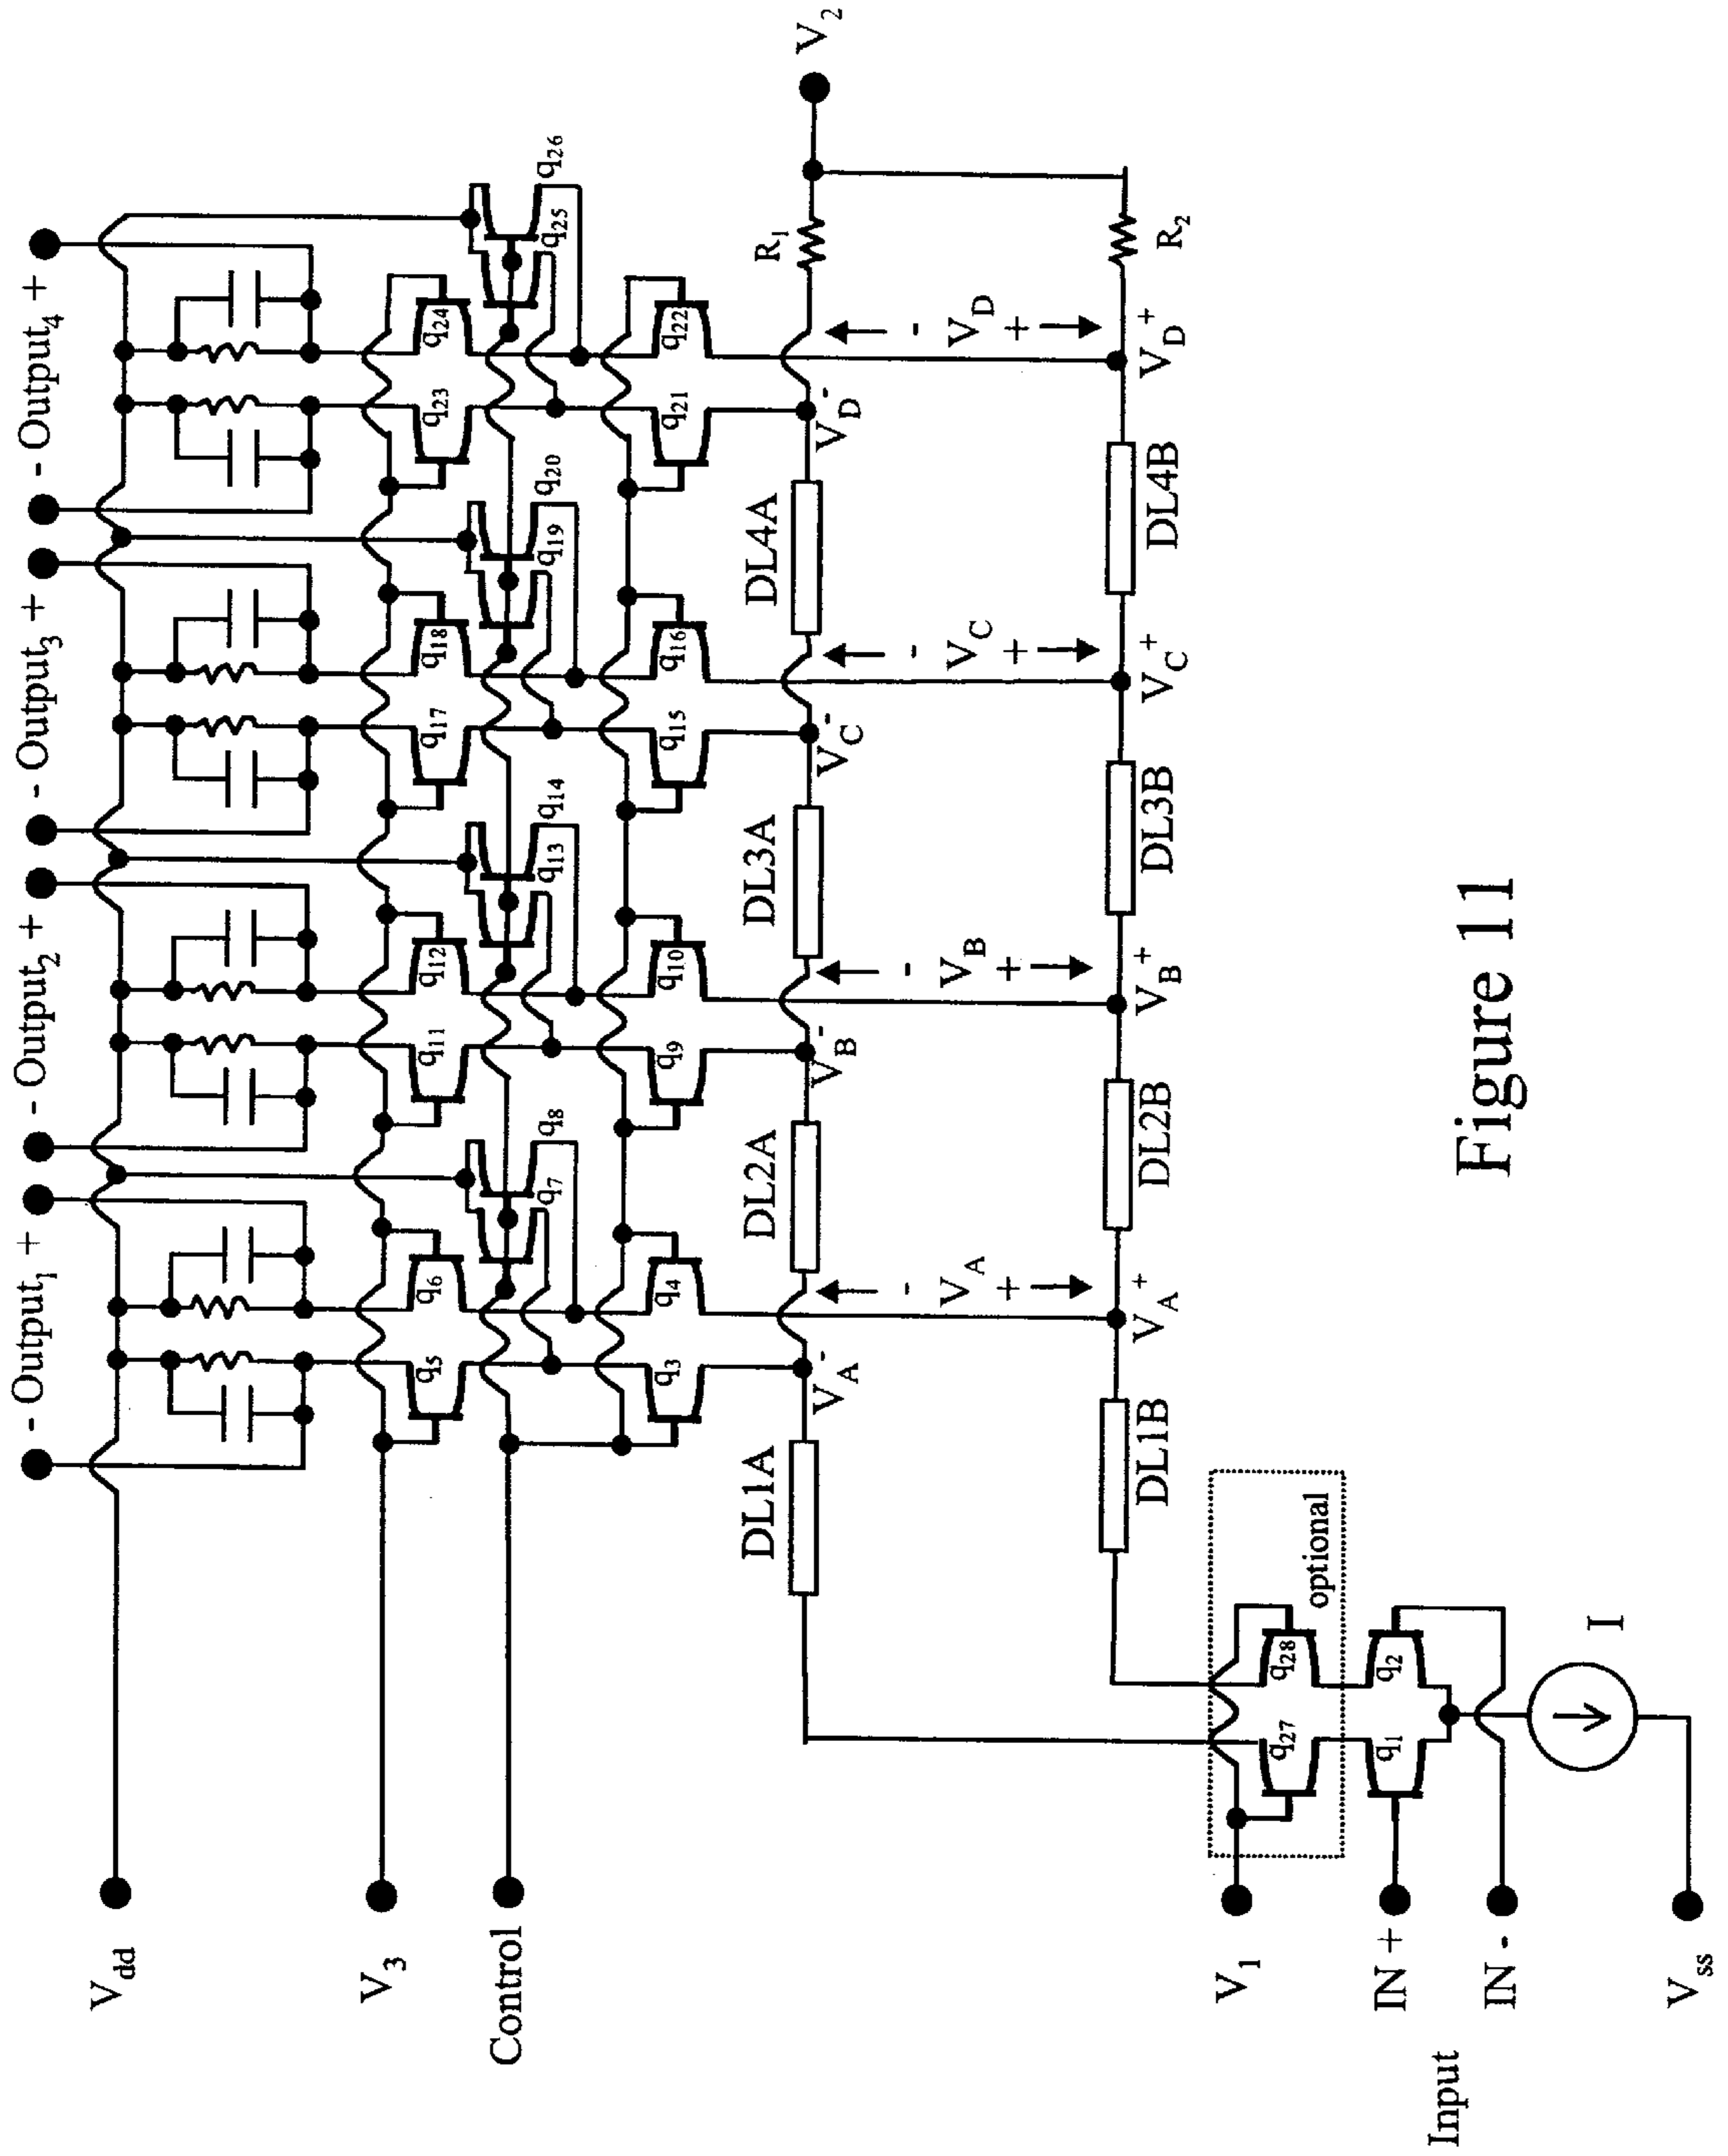 - Output1 +
- Output2 +
- Output3 +
- Output4 +
Vdd
V3
Control
q5
q6
q11
q12
q17
q18
q23
q24
q7
q8
q13
q14
q19
q20
q25
q26
q3
q4
q9
q10
q15
q16
q21
q22
DL1A
DL2A
DL3A
DL4A
R1
V2
VA-
VB-
VC-
VD-
- VA +
- VB +
- VC +
- VD +
DL1B
DL2B
DL3B
DL4B
R2
VA+
VB+
VC+
VD+
V1
q27
q28
optional
Input
IN +
q1
q2
IN -
I
Vss
Figure 11